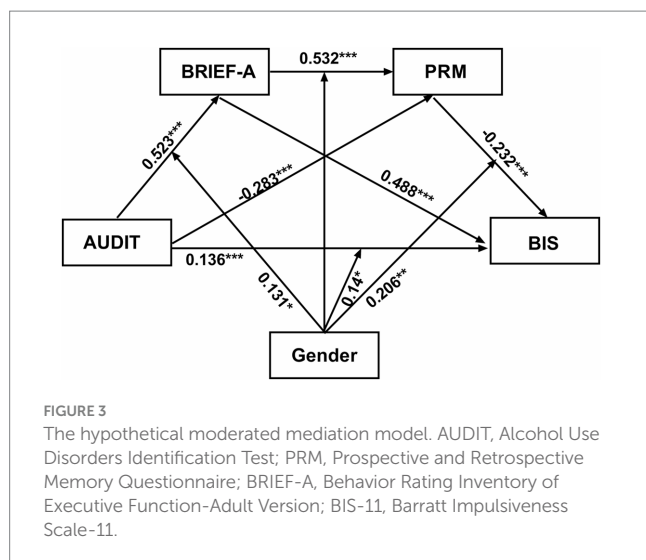 0.532***
BRIEF-A
PRM
0.523***
-0.283***
-0.232***
0.488***
AUDIT
BIS
0.136***
0.131*
0.14*
0.206**
Gender
FIGURE 3
The hypothetical moderated mediation model. AUDIT, Alcohol Use
Disorders Identification Test; PRM, Prospective and Retrospective
Memory Questionnaire; BRIEF-A, Behavior Rating Inventory of
Executive Function-Adult Version; BIS-11, Barratt Impulsiveness
Scale-11.